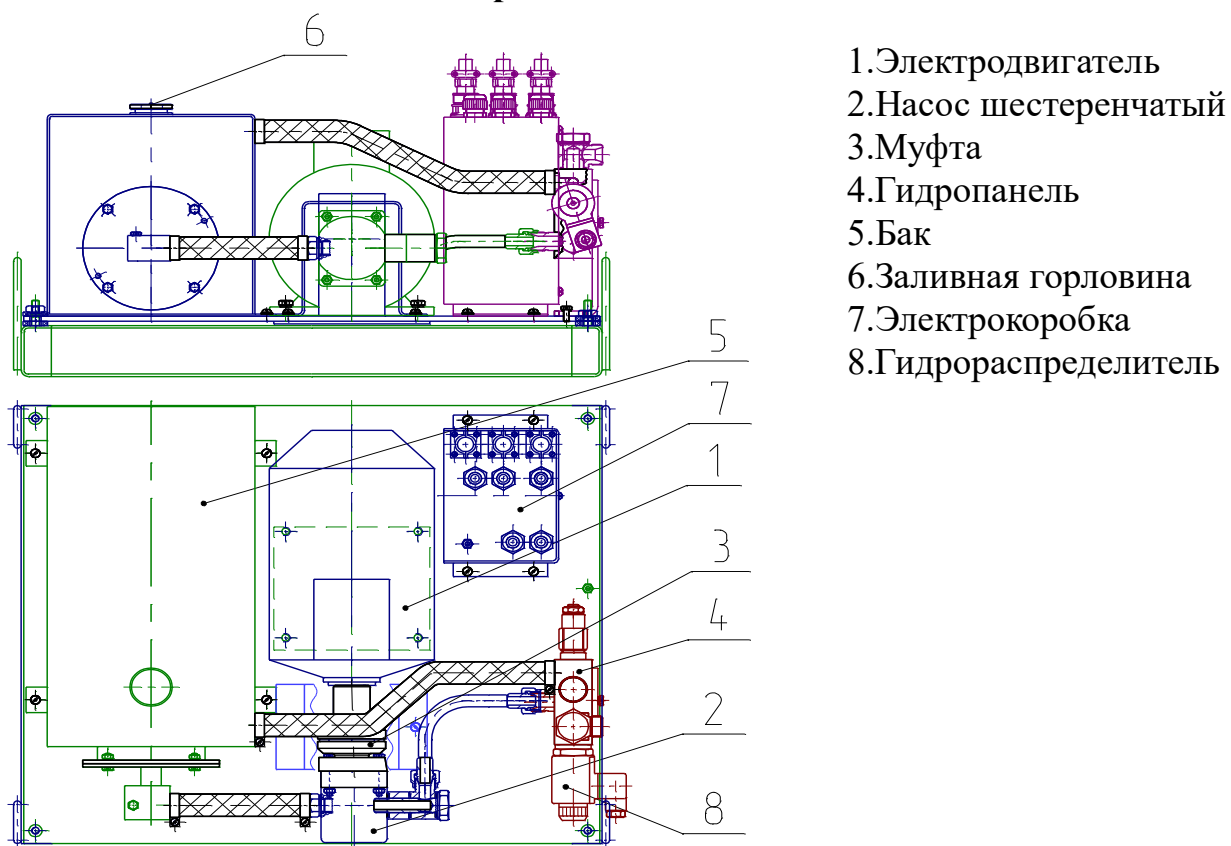 6
1.Электродвигатель
2.Насос шестеренчатый
3.Муфта
4.Гидропанель
5.Бак
6.Заливная горловина
7.Электрокоробка
8.Гидрораспределитель
5
7
1
3
4
2
8